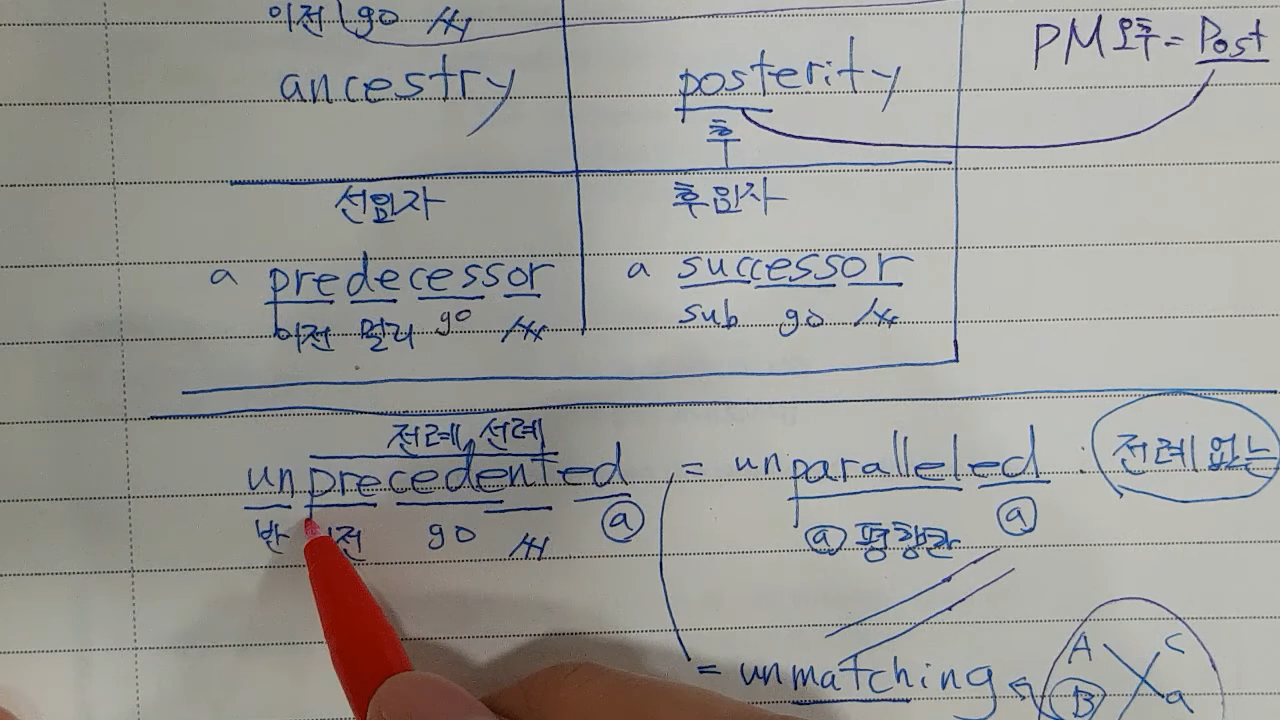 이전 go
PM 오후 = Post
ancestry posterity
후
선임자 후임자
a predecessor a successor
이전 멀리 go sub go
전례, 선례
unprecedented = unparalleled : 전례 없는
반 이전 go ⓐ ⓐ 평행한 ⓐ
= unmatching
A C
B a